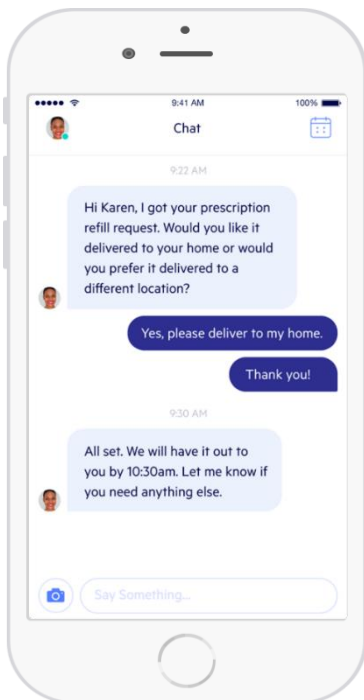 9:41 AM
100%
Chat
9:22 AM
Hi Karen, I got your prescription
refill request. Would you like it
delivered to your home or would
you prefer it delivered to a
different location?
Yes, please deliver to my home.
Thank you!
9:30 AM
All set. We will have it out to
you by 10:30am. Let me know if
you need anything else.
Say Something...